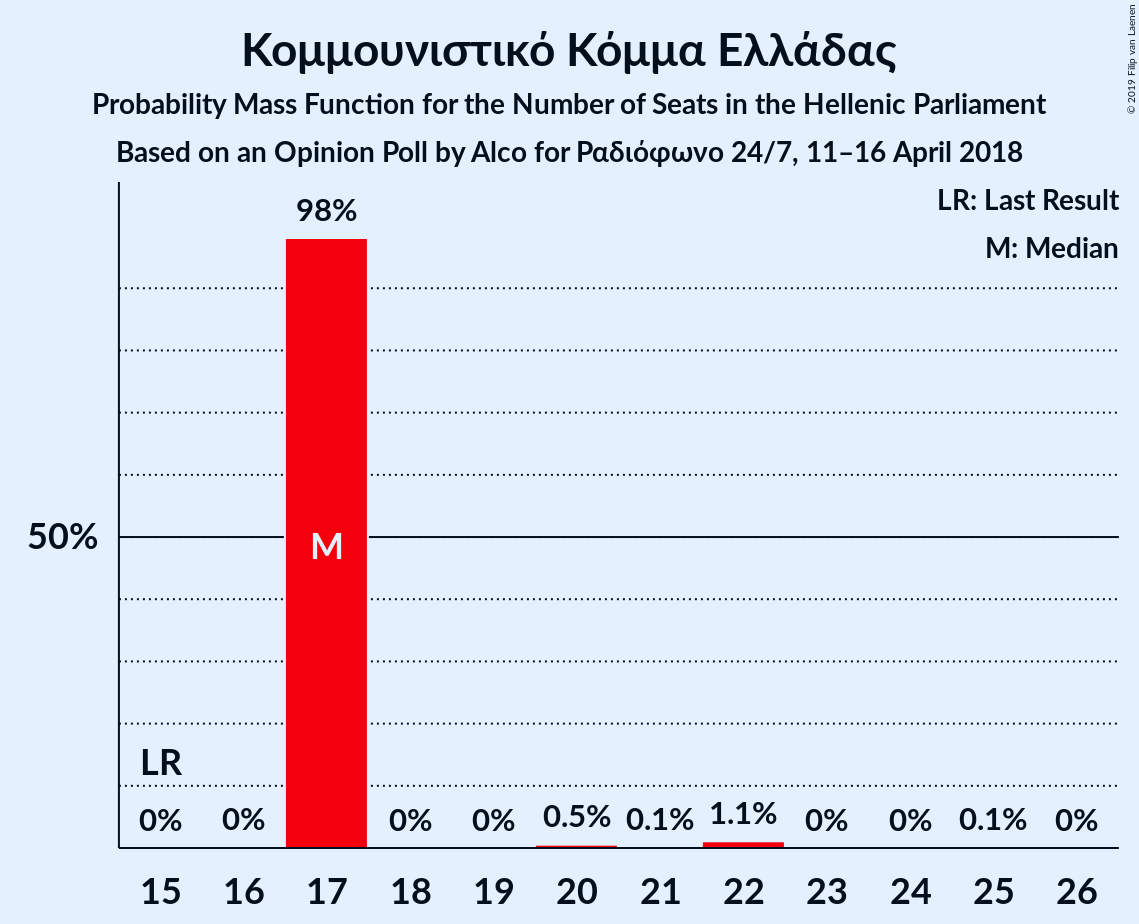 Κομμουνιστικό Κόμμα Ελλάδας
Probability Mass Function for the Number of Seats in the Hellenic Parliament
Based on an Opinion Poll by Alco for Ραδιόφωνο 24/7, 11–16 April 2018
© 2019 Filip van Laenen
LR: Last Result
M: Median
98%
50%
M
LR
0% 0% 0% 0% 0.5% 0.1% 1.1% 0% 0% 0.1% 0%
15 16 17 18 19 20 21 22 23 24 25 26